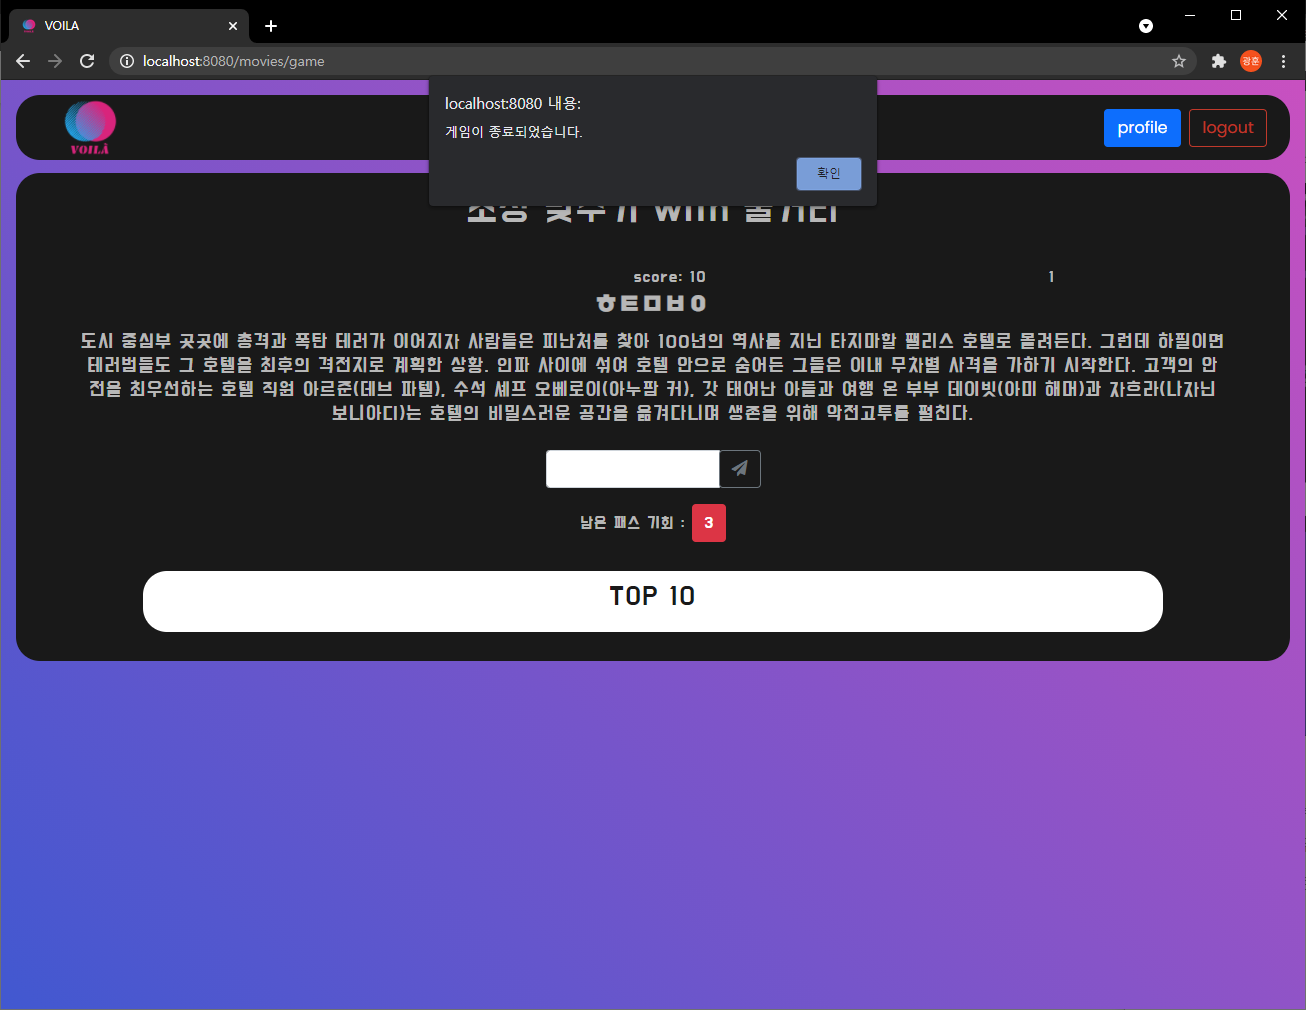 VOILA
localhost:8080/movies/game
광훈
VOILÀ
localhost:8080 내용:
게임이 종료되었습니다.
확인
profile
logout
초성 맞추기 with 줄거리
score: 10
1
ㅎㅌㅁㅂㅇ
도시 중심부 곳곳에 총격과 폭탄 테러가 이어지자 사람들은 피난처를 찾아 100년의 역사를 지닌 타지마할 팰리스 호텔로 몰려든다. 그런데 하필이면
테러범들도 그 호텔을 최후의 격전지로 계획한 상황. 인파 사이에 섞여 호텔 안으로 숨어든 그들은 이내 무차별 사격을 가하기 시작한다. 고객의 안
전을 최우선하는 호텔 직원 아르준(데브 파텔), 수석 셰프 오베로이(아누팜 커), 갓 태어난 아들과 여행 온 부부 데이빗(아미 해머)과 자흐라(나자닌
보니아디)는 호텔의 비밀스러운 공간을 옮겨다니며 생존을 위해 악전고투를 펼친다.
남은 패스 기회 : 3
TOP 10